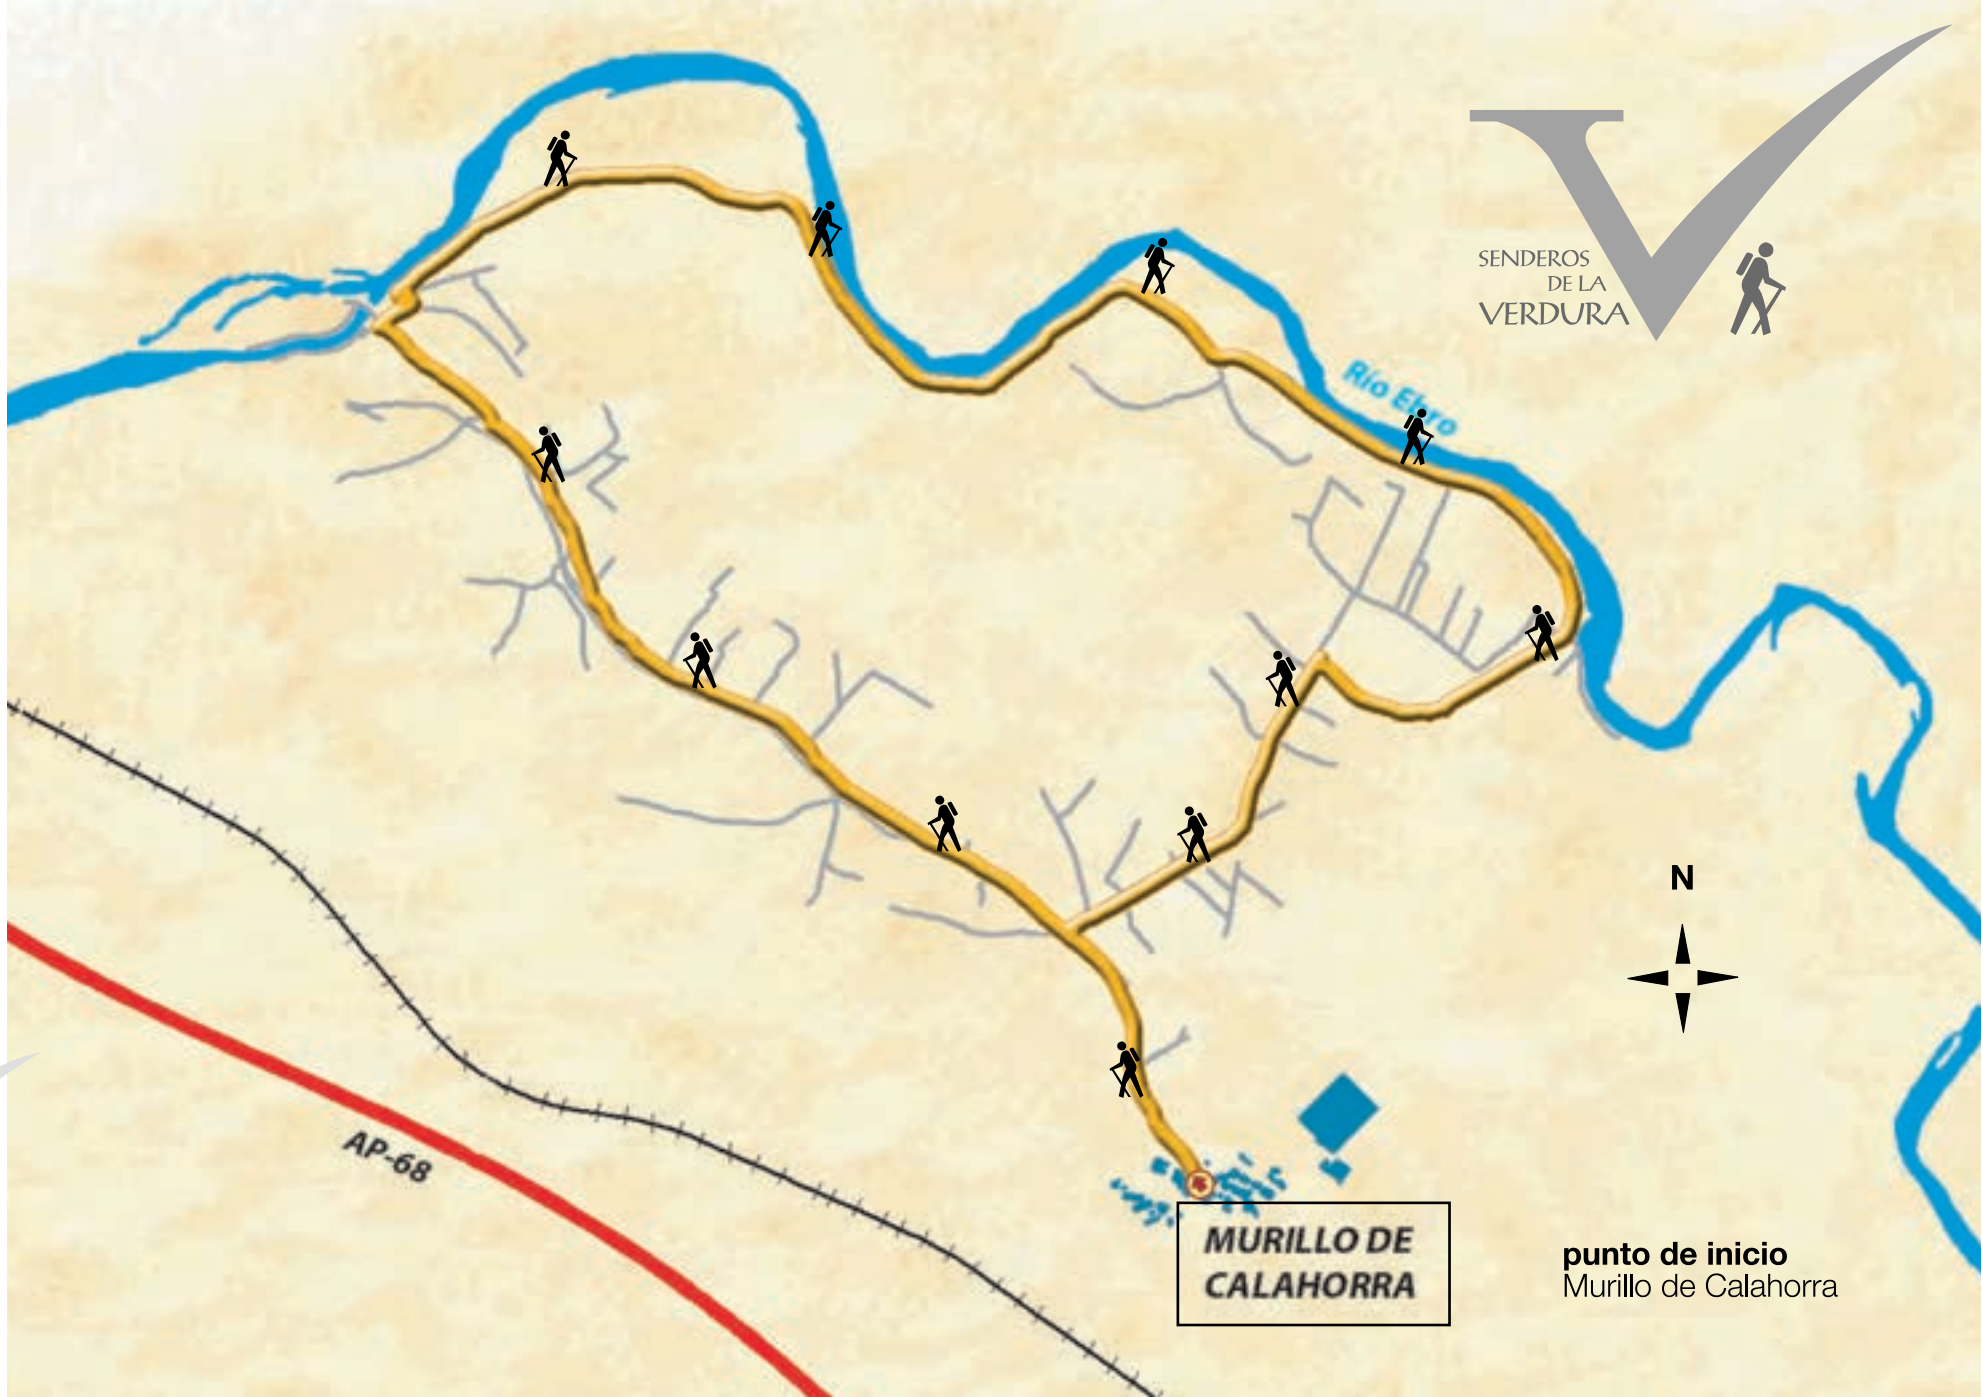 SENDEROS
DE LA
VERDURA
Río Ebro
N
AP-68
MURILLO DE
CALAHORRA
punto de inicio
Murillo de Calahorra